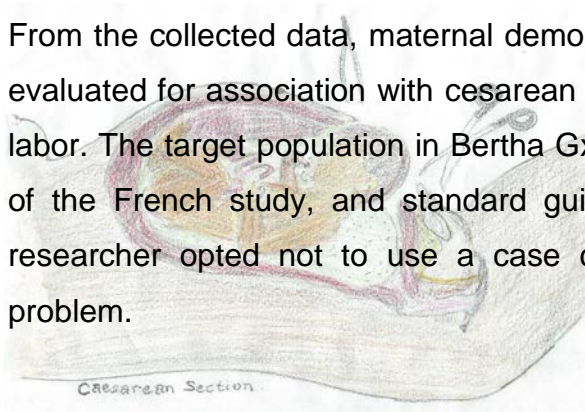 From the collected data, maternal demo
evaluated for association with cesarean
labor. The target population in Bertha Gx
of the French study, and standard gui
researcher opted not to use a case
problem.
Caesarean Section